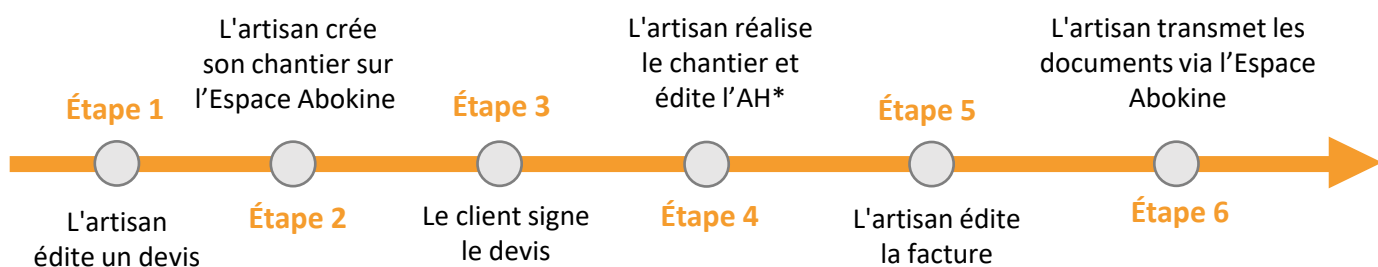 Étape 1
L'artisan
édite un devis
L'artisan crée
son chantier sur
l’Espace Abokine
Étape 2
Étape 3
Le client signe
le devis
L'artisan réalise
le chantier et
édite l’AH*
Étape 4
Étape 5
L'artisan édite
la facture
L'artisan transmet les
documents via l’Espace
Abokine
Étape 6